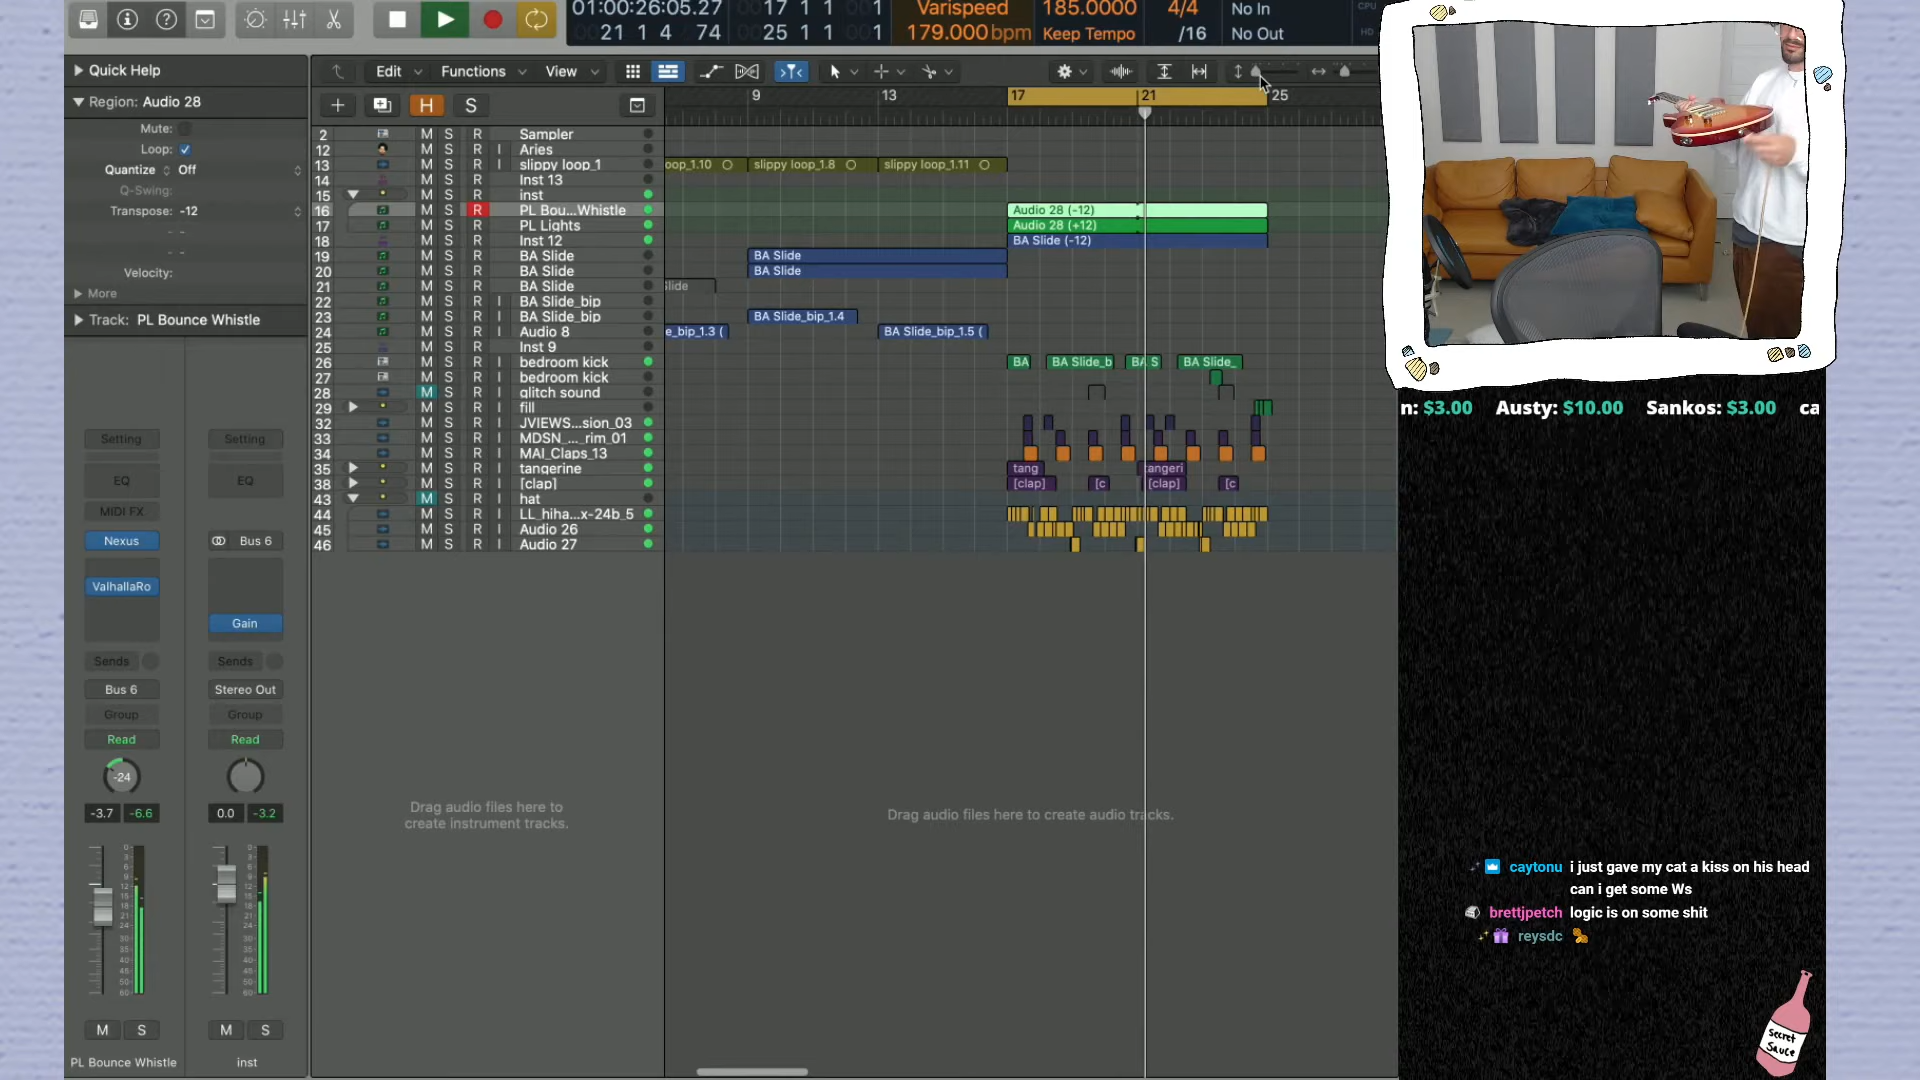 01:00:26:05.27
21 1 4 74
17 1 1 1
25 1 1 1
Varispeed
179.000 bpm
185.0000
Keep Tempo
4/4
/16
No In
No Out
CPU
HD
Quick Help
Region: Audio 28
Mute:
Loop:
Quantize Off
Q-Swing:
Transpose: -12
Velocity:
More
Track: PL Bounce Whistle
Edit Functions View
H S
9 13 17 21 25
2 M S R Sampler
12 M S R I Aries
13 M S R I slippy loop_1
14 M S R Inst 13
15 M S R inst
16 M S R PL Bou...Whistle
17 M S R PL Lights
18 M S R Inst 12
19 M S R BA Slide
20 M S R BA Slide
21 M S R BA Slide
22 M S R I BA Slide_bip
23 M S R I BA Slide_bip
24 M S R I Audio 8
25 M S R Inst 9
26 M S R I bedroom kick
27 M S R I bedroom kick
28 M S R I glitch sound
29 M S R I fill
32 M S R I JVIEWS...sion_03
33 M S R I MDSN_..._rim_01
34 M S R I MAI_Claps_13
35 M S R I tangerine
38 M S R I [clap]
43 M S R I hat
44 M S R I LL_hiha...x-24b_5
45 M S R I Audio 26
46 M S R I Audio 27
oop_1.10 slippy loop_1.8 slippy loop_1.11
Audio 28 (-12)
Audio 28 (+12)
BA Slide (-12)
BA Slide
BA Slide
Slide
BA Slide_bip_1.4
e_bip_1.3 ( BA Slide_bip_1.5 (
BA BA Slide_b BA S BA Slide_
tang tangeri
[clap] [c [clap] [c
Setting Setting
EQ EQ
MIDI FX
Nexus Bus 6
ValhallaRo
Gain
Sends Sends
Bus 6 Stereo Out
Group Group
Read Read
-24
-3.7 -6.6 0.0 -3.2
M S M S
PL Bounce Whistle inst
Drag audio files here to
create instrument tracks.
Drag audio files here to create audio tracks.
n: $3.00 Austy: $10.00 Sankos: $3.00 ca
caytonu i just gave my cat a kiss on his head
can i get some Ws
brettjpetch logic is on some shit
reysdc
Secret
Sauce